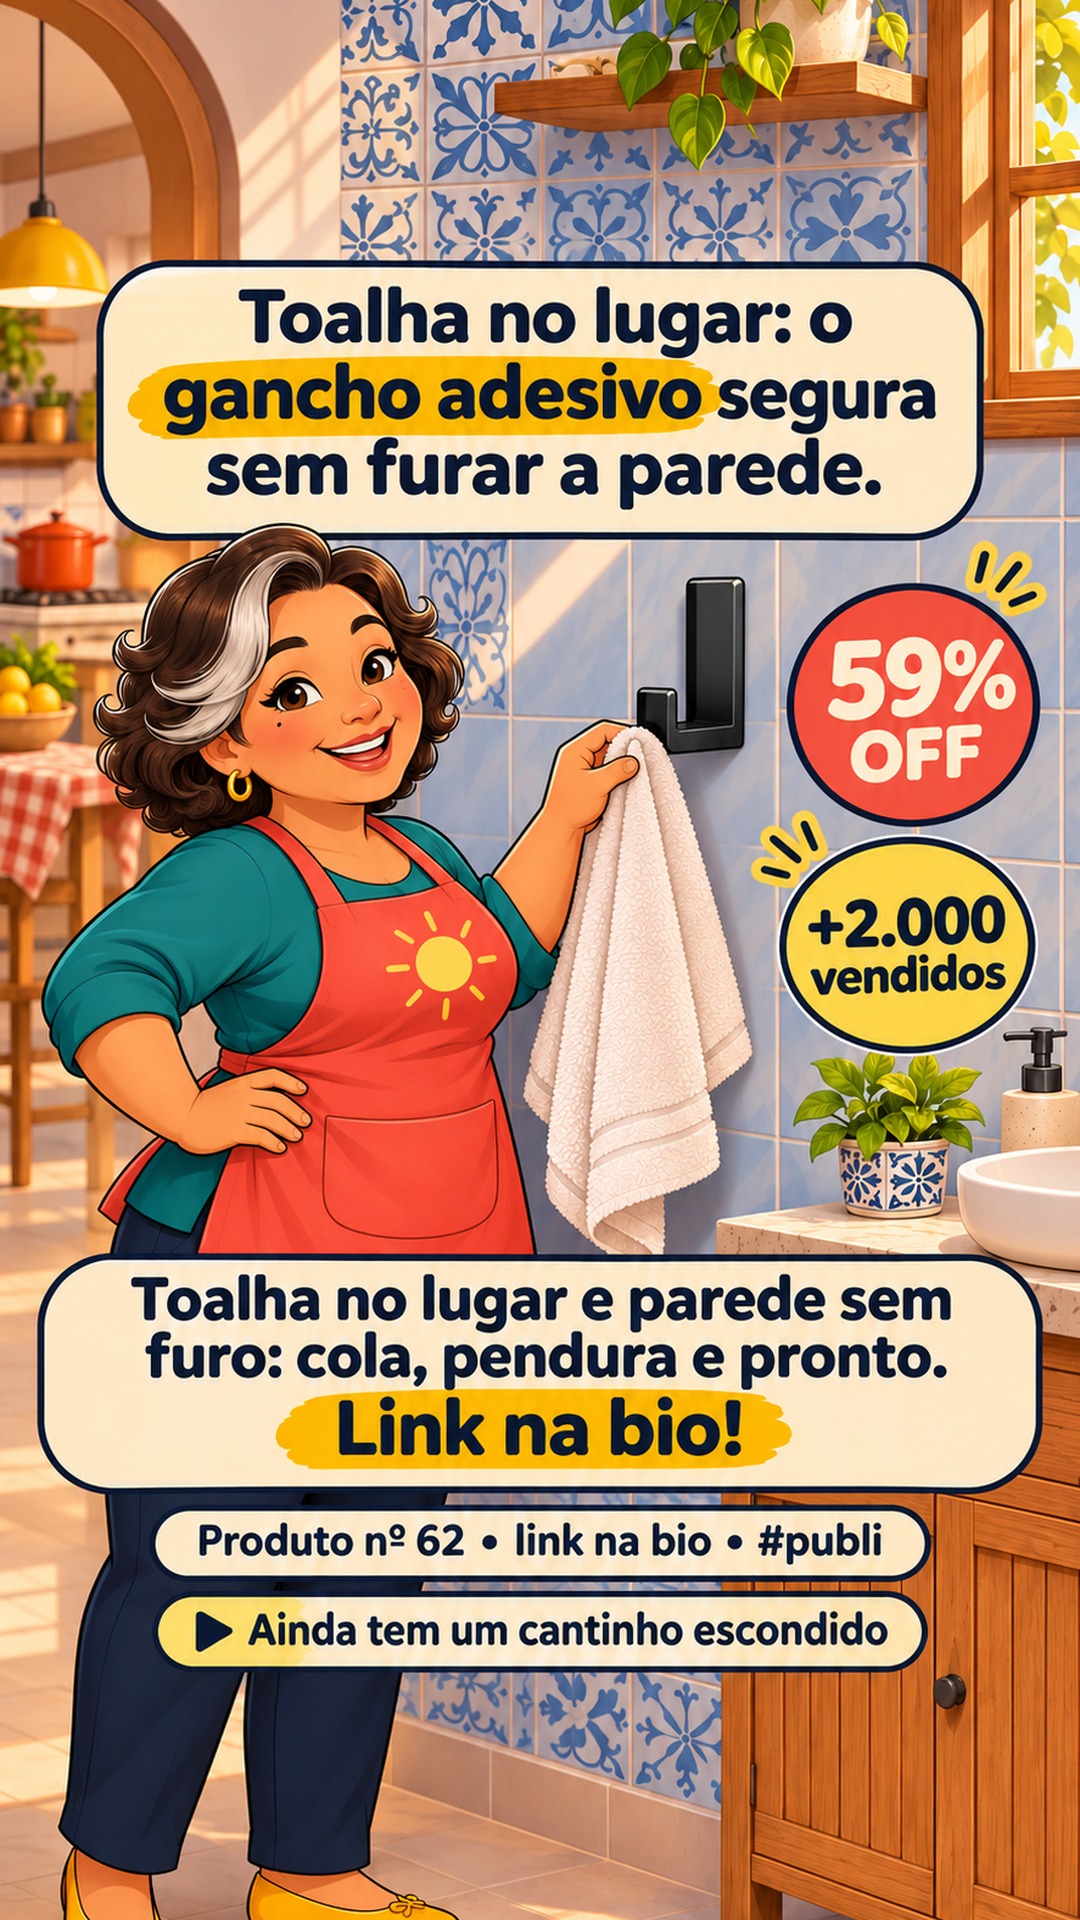 Toalha no lugar: o
gancho adesivo segura
sem furar a parede.
59%
OFF
+2.000
vendidos
Toalha no lugar e parede sem
furo: cola, pendura e pronto.
Link na bio!
Produto nº 62 • link na bio • #publi
Ainda tem um cantinho escondido